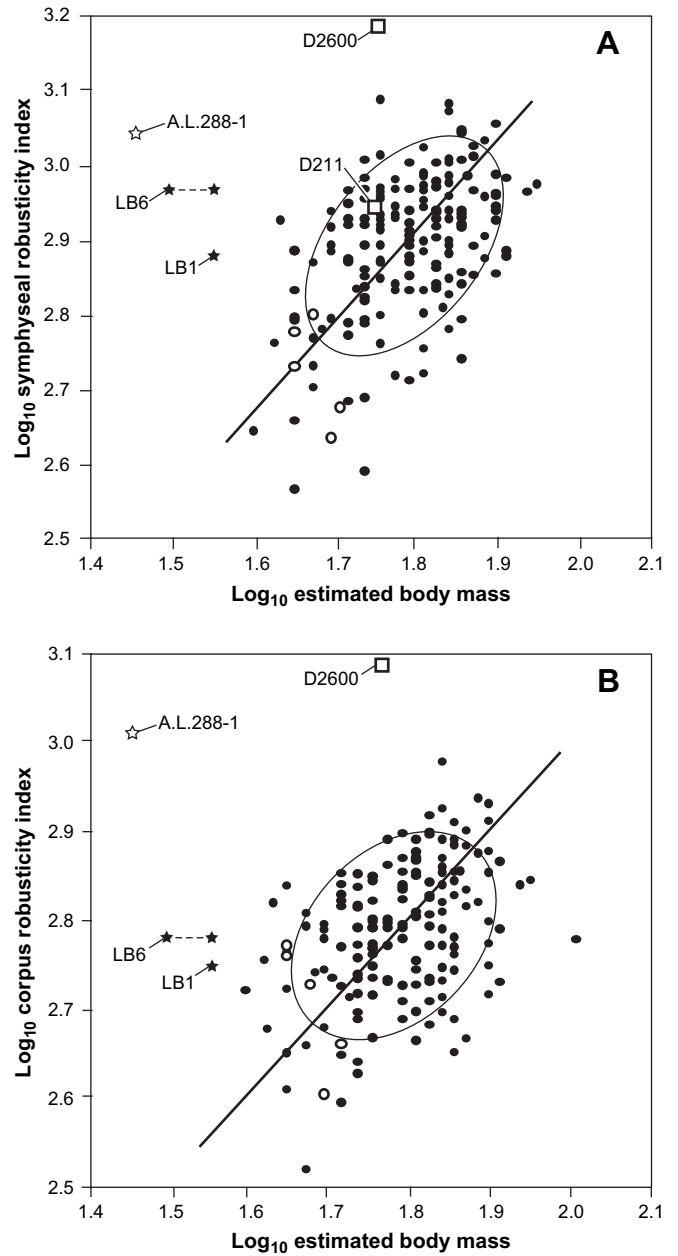 A
3.2
3.1
3.0
2.9
2.8
2.7
2.6
2.5
Log10 symphyseal robusticity index
D2600
A.L.288-1
D211
LB6
LB1
1.4 1.5 1.6 1.7 1.8 1.9 2.0 2.1
Log10 estimated body mass
B
3.1
3.0
2.9
2.8
2.7
2.6
2.5
Log10 corpus robusticity index
D2600
A.L.288-1
LB6
LB1
1.4 1.5 1.6 1.7 1.8 1.9 2.0 2.1
Log10 estimated body mass